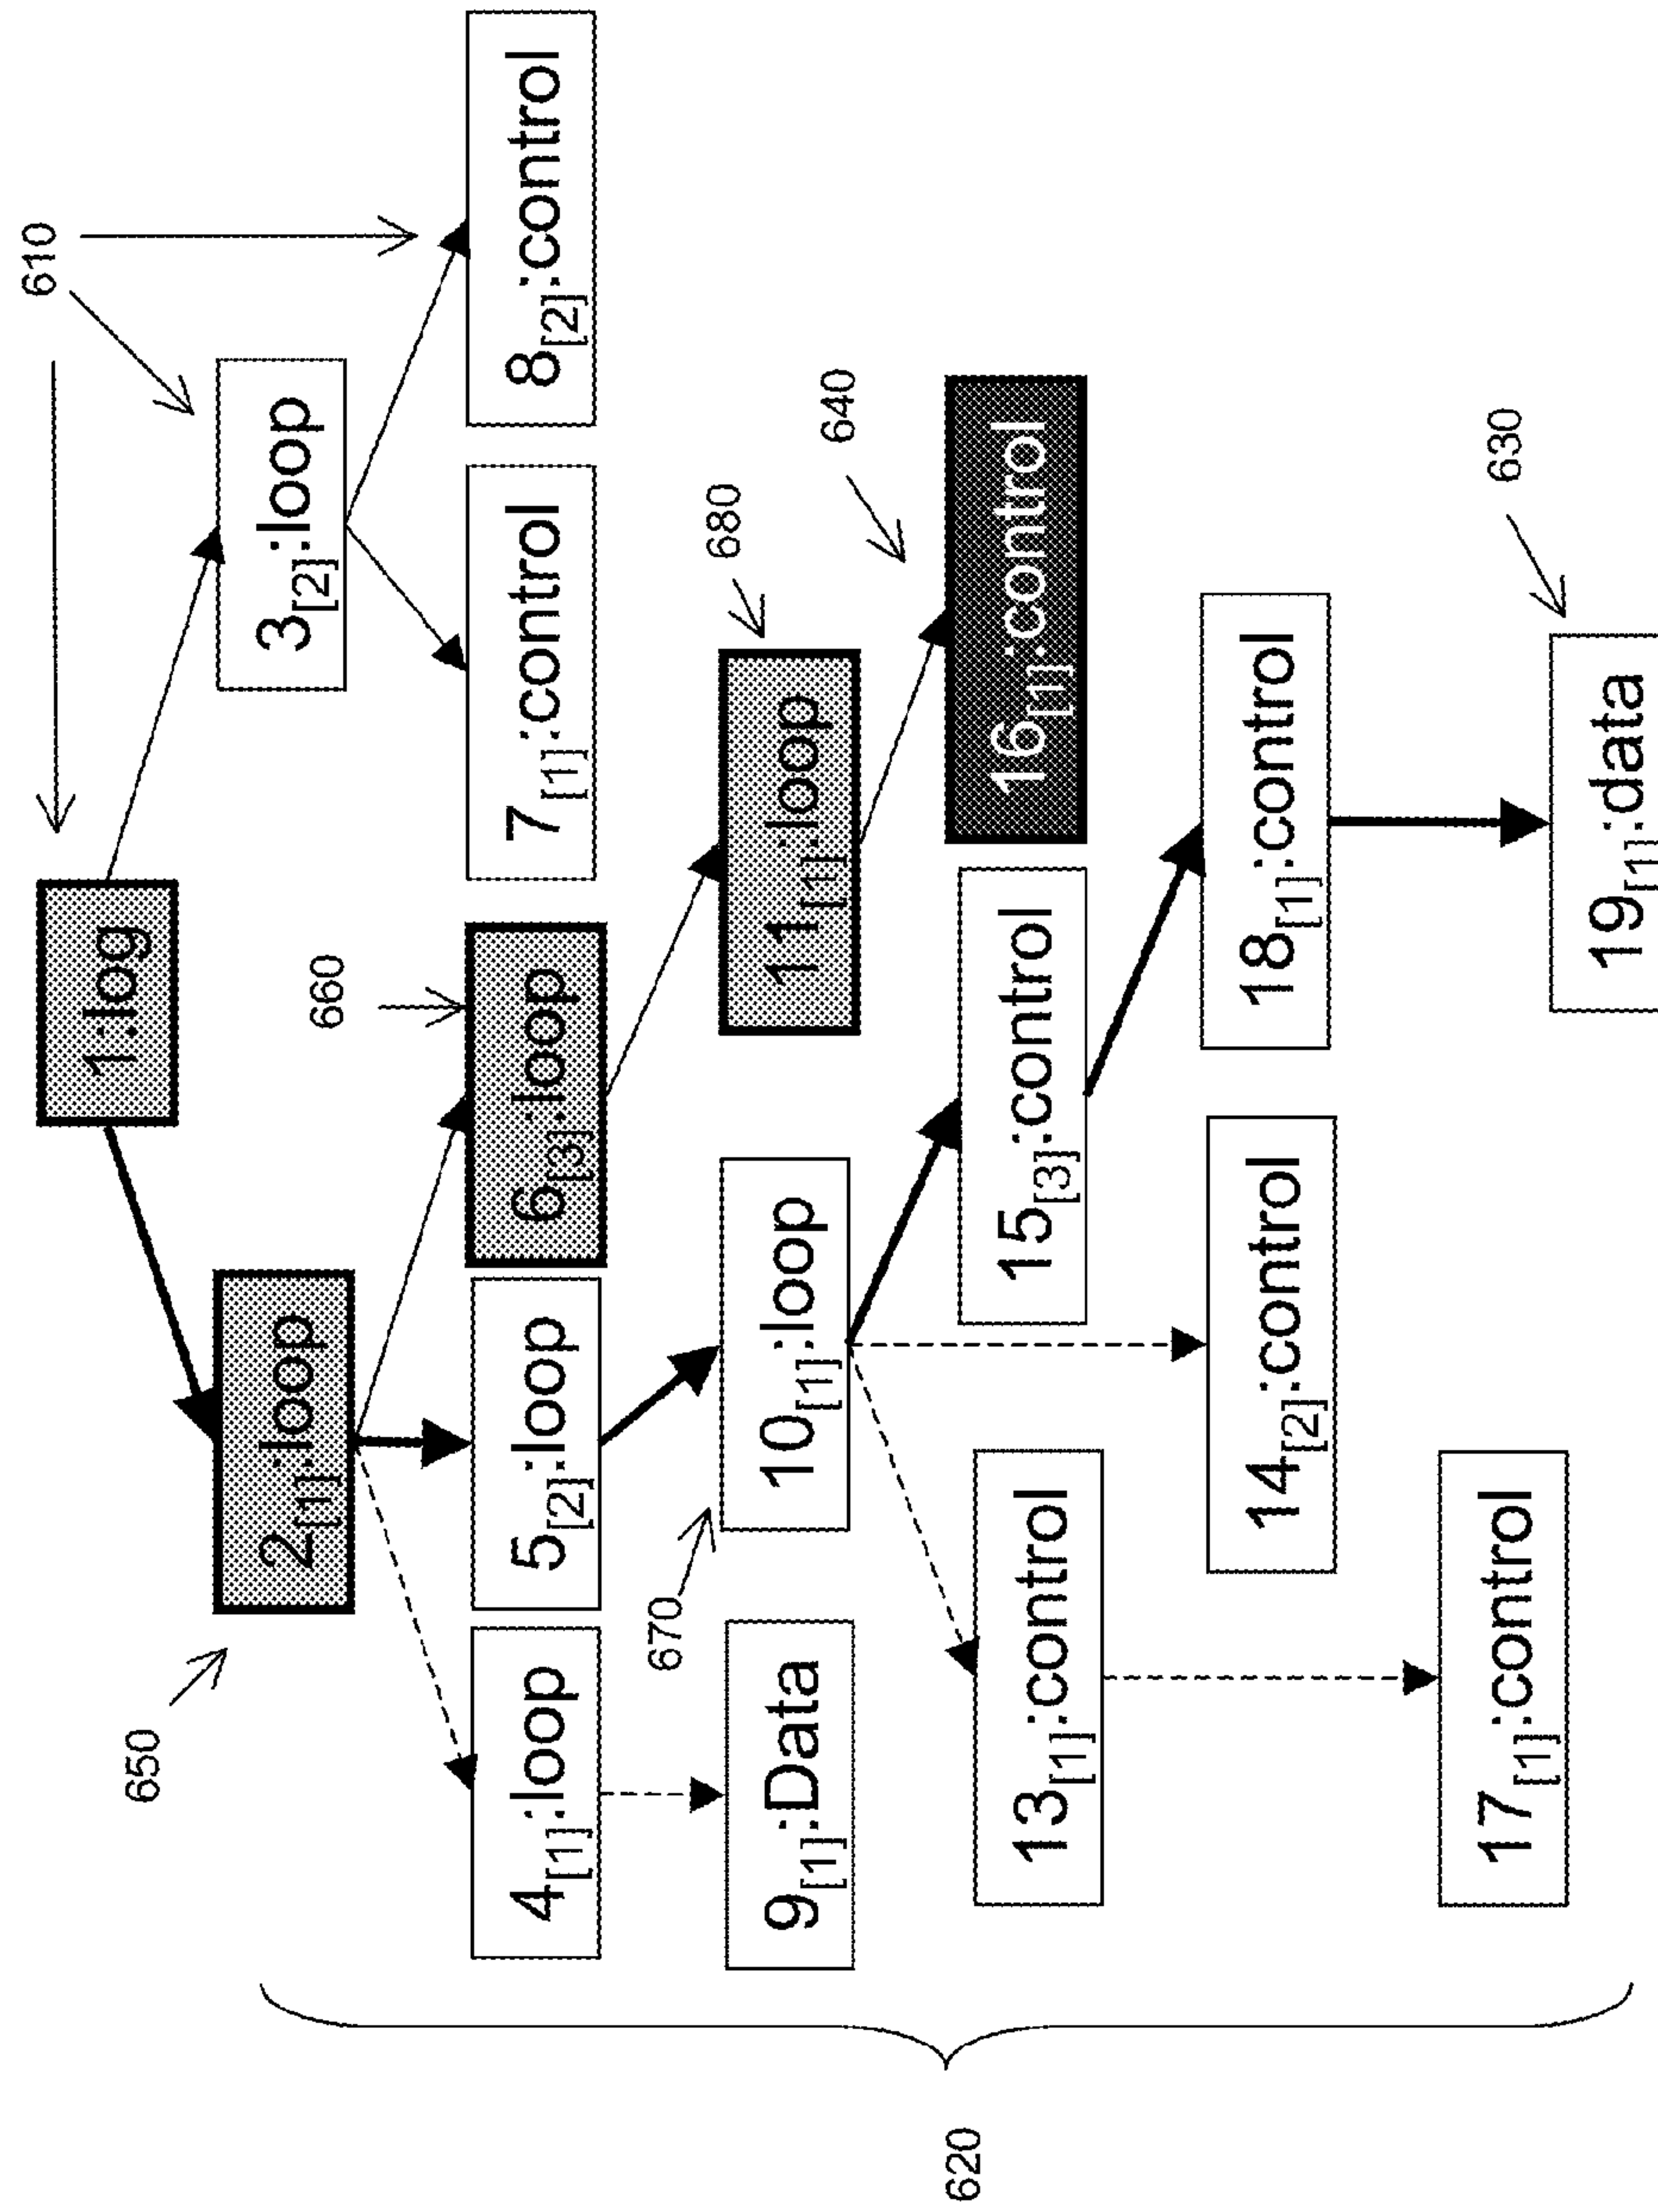 610
1:log
650
2[1]:loop
3[2]:loop
660
4[1]:loop
5[2]:loop
6[3]:loop
7[1]:control
8[2]:control
670
680
9[1]:Data
10[1]:loop
11[1]:loop
640
13[1]:control
15[3]:control
16[1]:control
14[2]:control
18[1]:control
630
17[1]:control
19[1]:data
620